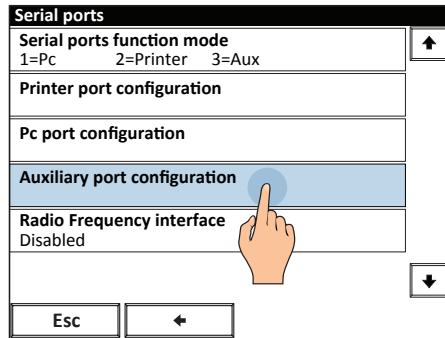 Serial ports
Serial ports function mode
1=Pc 2=Printer 3=Aux
Printer port configuration
Pc port configuration
Auxiliary port configuration
Radio Frequency interface
Disabled
Esc